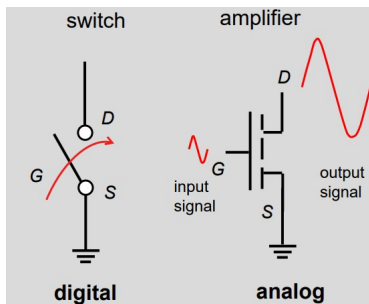 switch
amplifier
D
G
S
D
G
S
input
signal
output
signal
digital
analog